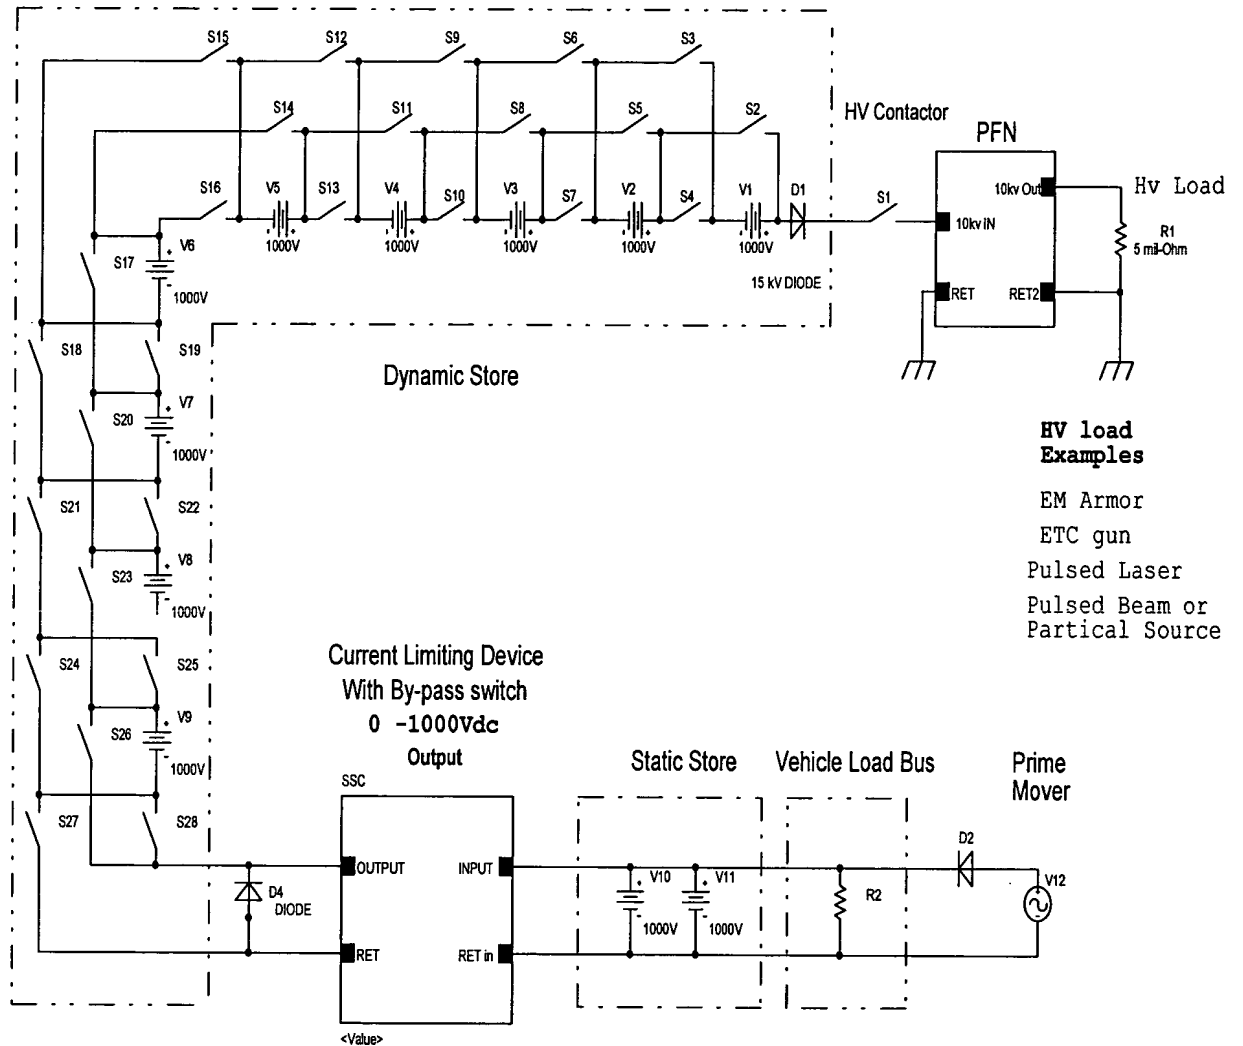 S15
S12
S9
S6
S3
S14
S11
S8
S5
S2
HV Contactor
PFN
S16
V5
S13
V4
S10
V3
S7
V2
S4
V1
D1
S1
10kv Out
Hv Load
1000V
1000V
1000V
1000V
1000V
10kv IN
R1
5 mil-Ohm
V6
S17
1000V
15 kV DIODE
RET
RET2
S18
S19
Dynamic Store
V7
S20
1000V
HV load
Examples
S21
S22
EM Armor
ETC gun
V8
S23
1000V
Pulsed Laser
Pulsed Beam or
Partical Source
S24
S25
Current Limiting Device
With By-pass switch
0 -1000Vdc
Output
V9
S26
1000V
Static Store
Vehicle Load Bus
Prime
Mover
SSC
S27
S28
D2
OUTPUT
INPUT
V10
V11
V12
D4
DIODE
R2
1000V
1000V
RET
RET in
<Value>